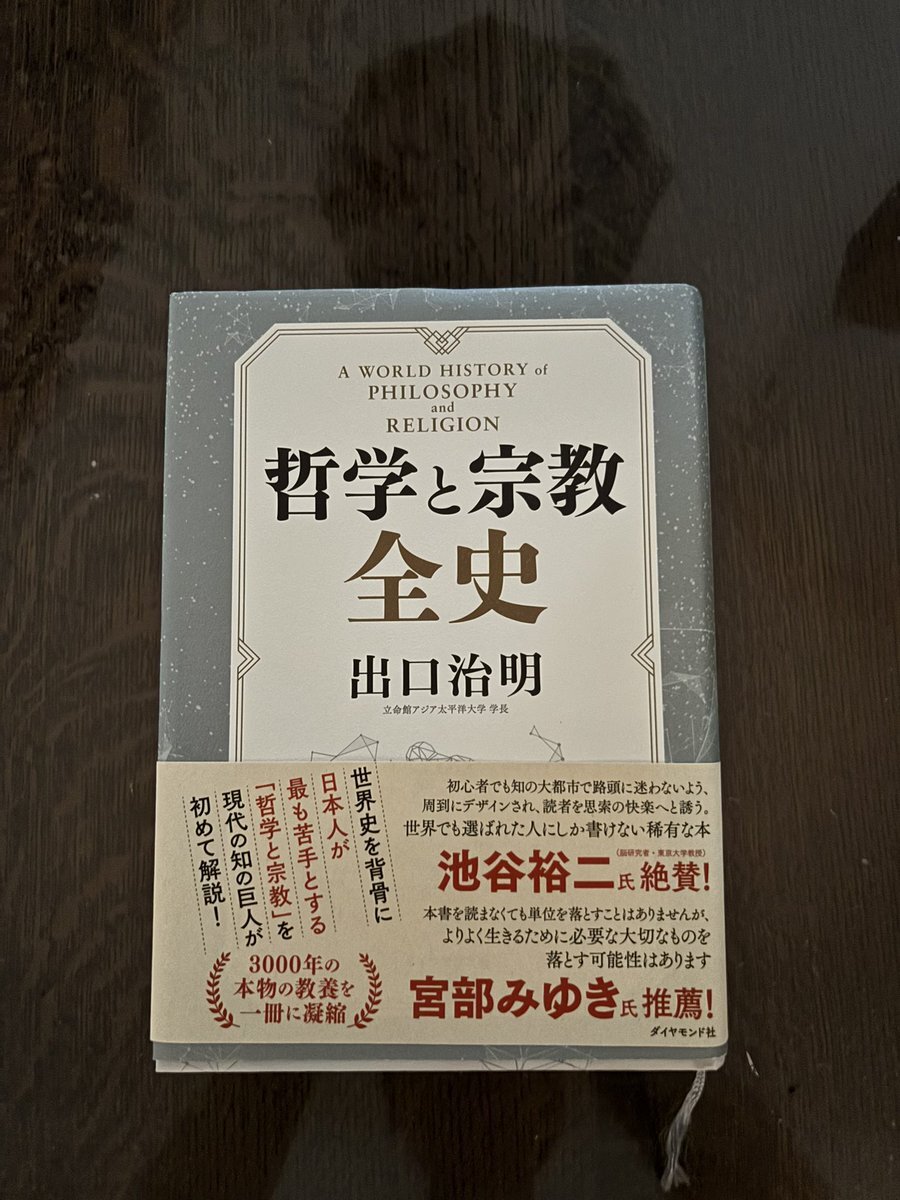 A WORLD HISTORY of
PHILOSOPHY
and
RELIGION
哲学と宗教
全史
出口治明
立命館アジア太平洋大学 学長
世界史を背骨に
日本人が
最も苦手とする
「哲学と宗教」を
現代の知の巨人が
初めて解説!
3000年の
本物の教養を
一冊に凝縮
初心者でも知の大都市で路頭に迷わないよう、
周到にデザインされ、読者を思索の快楽へと誘う。
世界でも選ばれた人にしか書けない稀有な本
(脳研究者・東京大学教授)
池谷裕二氏 絶賛!
本書を読まなくても単位を落とすことはありませんが、
よりよく生きるために必要な大切なものを
落とす可能性はあります
宮部みゆき氏 推薦!
ダイヤモンド社